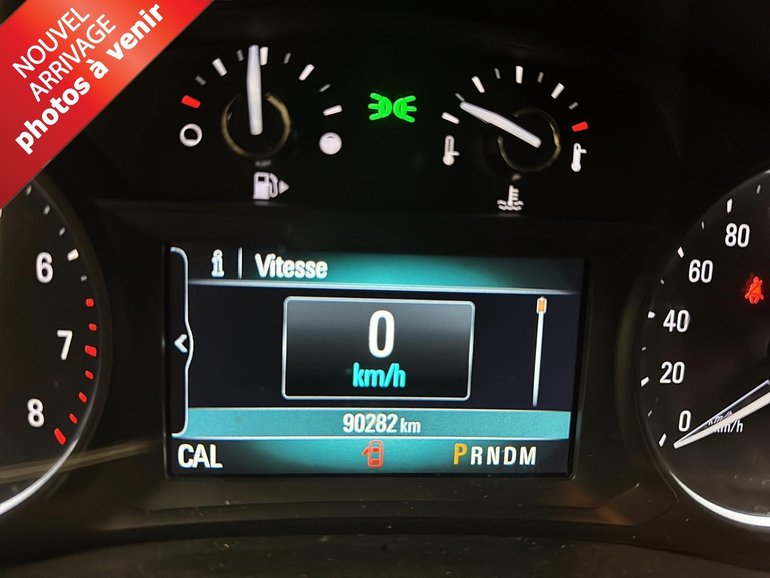 NOUVEL
ARRIVAGE
photos à venir
i Vitesse
0
km/h
90282 km
CAL
PRNDM
6
7
8
80
60
40
20
0
km/h